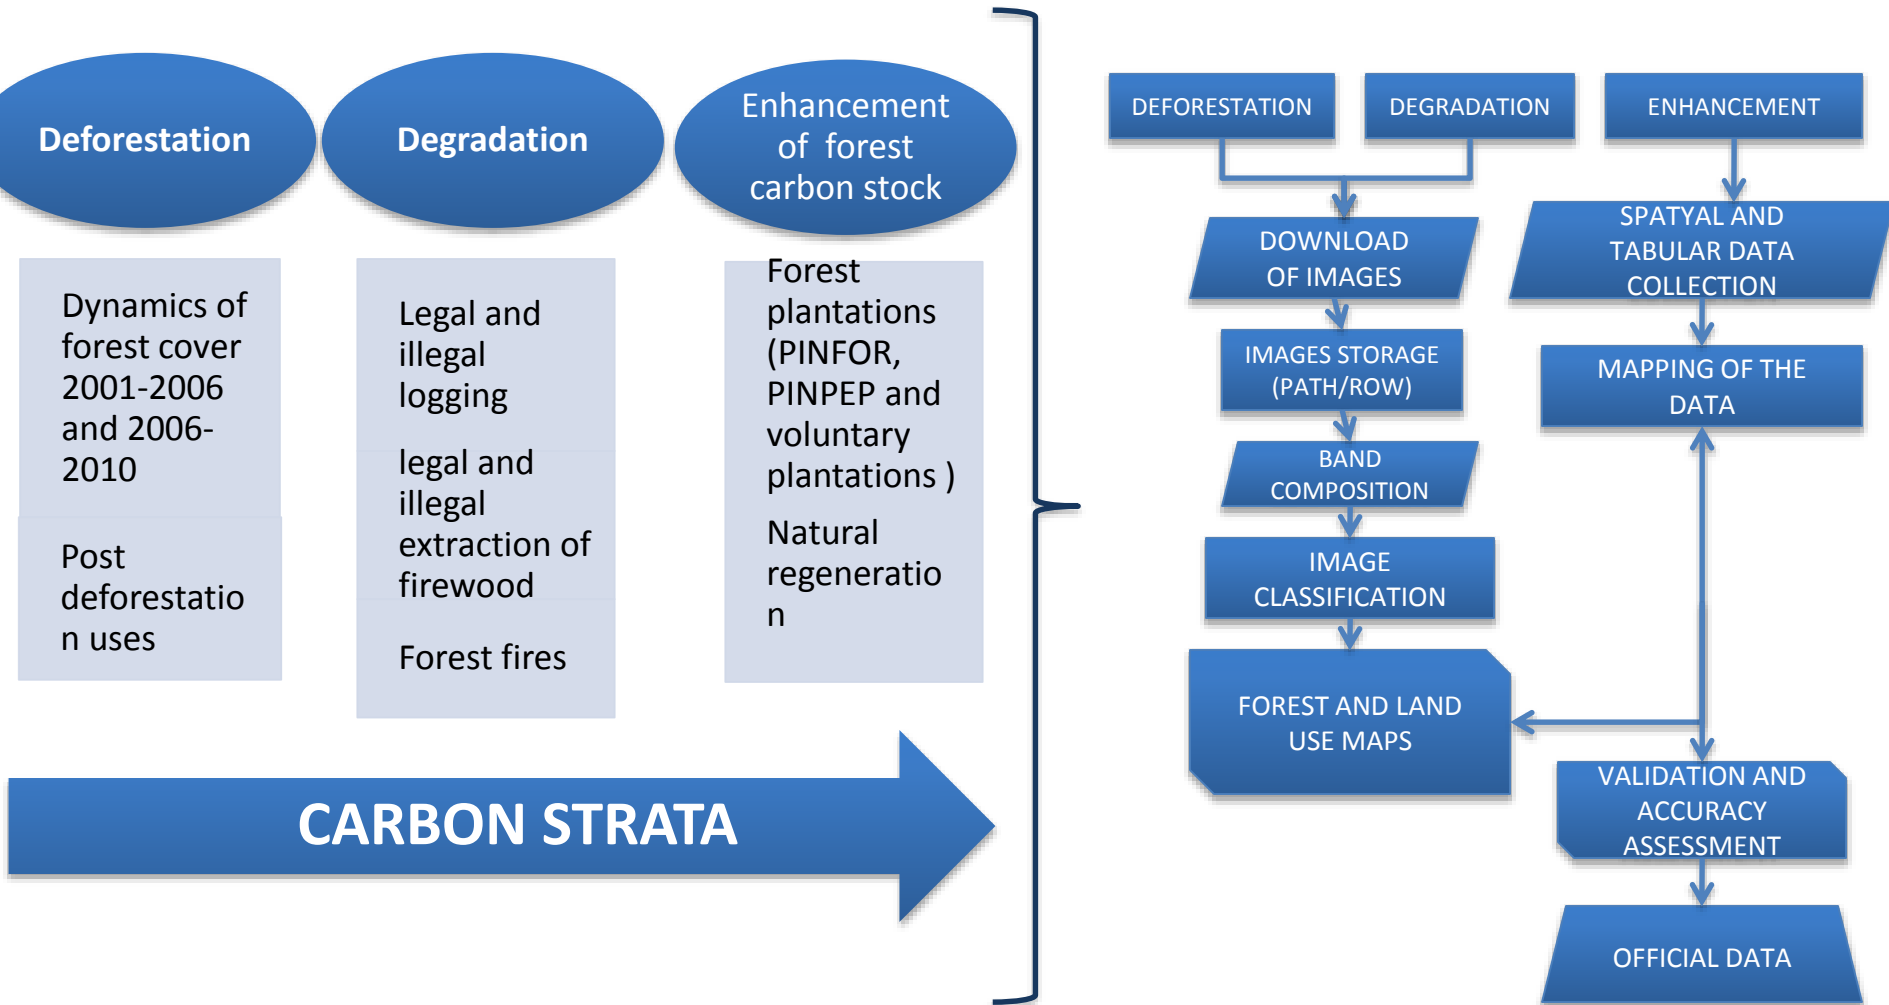 Deforestation
Dynamics of
forest cover
2001-2006
and 2006-
2010
Post
deforestatio
n uses
Degradation
Legal and
illegal
logging
legal and
illegal
extraction of
firewood
Forest fires
Enhancement
of forest
carbon stock
Forest
plantations
(PINFOR,
PINPEP and
voluntary
plantations )
Natural
regeneratio
n
CARBON STRATA
DEFORESTATION
DEGRADATION
ENHANCEMENT
DOWNLOAD
OF IMAGES
IMAGES STORAGE
(PATH/ROW)
BAND
COMPOSITION
IMAGE
CLASSIFICATION
FOREST AND LAND
USE MAPS
SPATYAL AND
TABULAR DATA
COLLECTION
MAPPING OF THE
DATA
VALIDATION AND
ACCURACY
ASSESSMENT
OFFICIAL DATA